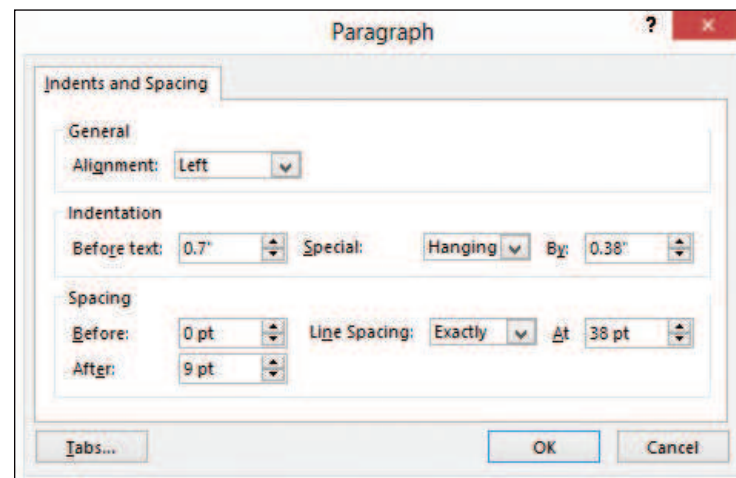 Paragraph ? ×
Indents and Spacing
General
Alignment: Left
Indentation
Before text: 0.7" Special: Hanging By: 0.38"
Spacing
Before: 0 pt Line Spacing: Exactly At 38 pt
After: 9 pt
Tabs... OK Cancel